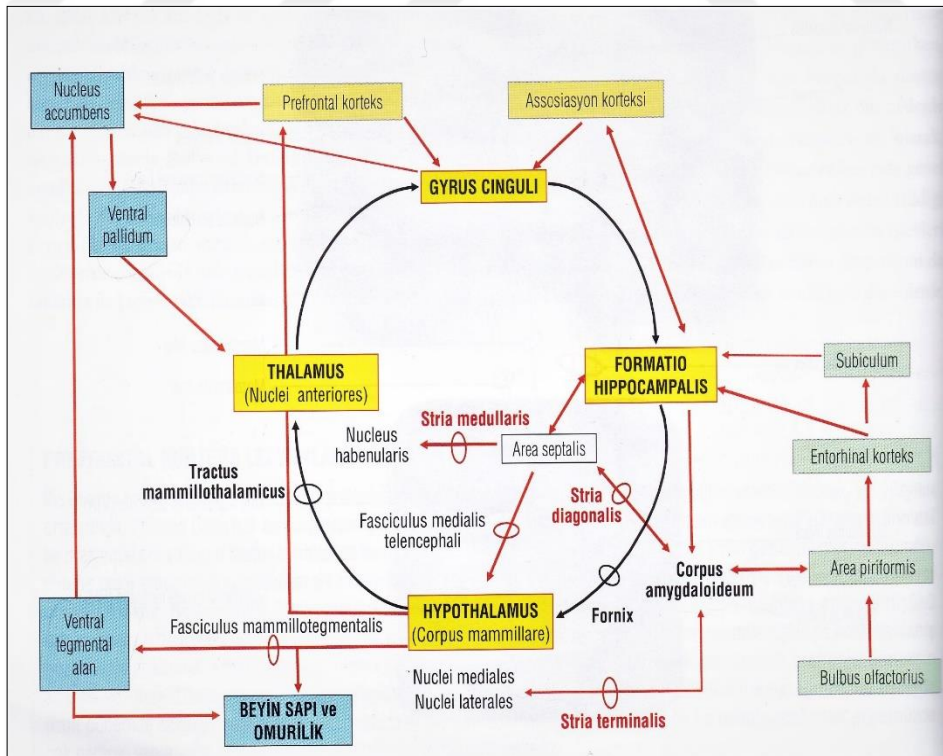 Nucleus
accumbens
Prefrontal korteks
Assosiasyon korteksi
GYRUS CINGULI
Ventral
pallidum
THALAMUS
(Nuclei anteriores)
FORMATIO
HIPPOCAMPALIS
Subiculum
Stria medullaris
Nucleus
habenularis
Area septalis
Entorhinal korteks
Tractus
mammillothalamicus
Stria
diagonalis
Fasciculus medialis
telencephali
Corpus
amygdaloideum
Area piriformis
HYPOTHALAMUS
(Corpus mammillare)
Fornix
Ventral
tegmental
alan
Fasciculus mammillotegmentalis
Nuclei mediales
Nuclei laterales
Bulbus olfactorius
BEYİN SAPI ve
OMURİLİK
Stria terminalis